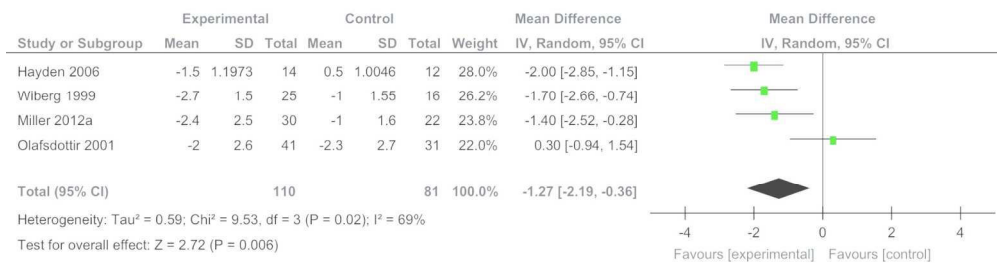 Experimental Control Mean Difference Mean Difference
Study or Subgroup Mean SD Total Mean SD Total Weight IV, Random, 95% CI IV, Random, 95% CI
Hayden 2006 -1.5 1.1973 14 0.5 1.0046 12 28.0% -2.00 [-2.85, -1.15]
Wiberg 1999 -2.7 1.5 25 -1 1.55 16 26.2% -1.70 [-2.66, -0.74]
Miller 2012a -2.4 2.5 30 -1 1.6 22 23.8% -1.40 [-2.52, -0.28]
Olafsdottir 2001 -2 2.6 41 -2.3 2.7 31 22.0% 0.30 [-0.94, 1.54]
Total (95% CI) 110 81 100.0% -1.27 [-2.19, -0.36]
Heterogeneity: Tau² = 0.59; Chi² = 9.53, df = 3 (P = 0.02); I² = 69%
Test for overall effect: Z = 2.72 (P = 0.006)
-4 -2 0 2 4
Favours [experimental] Favours [control]